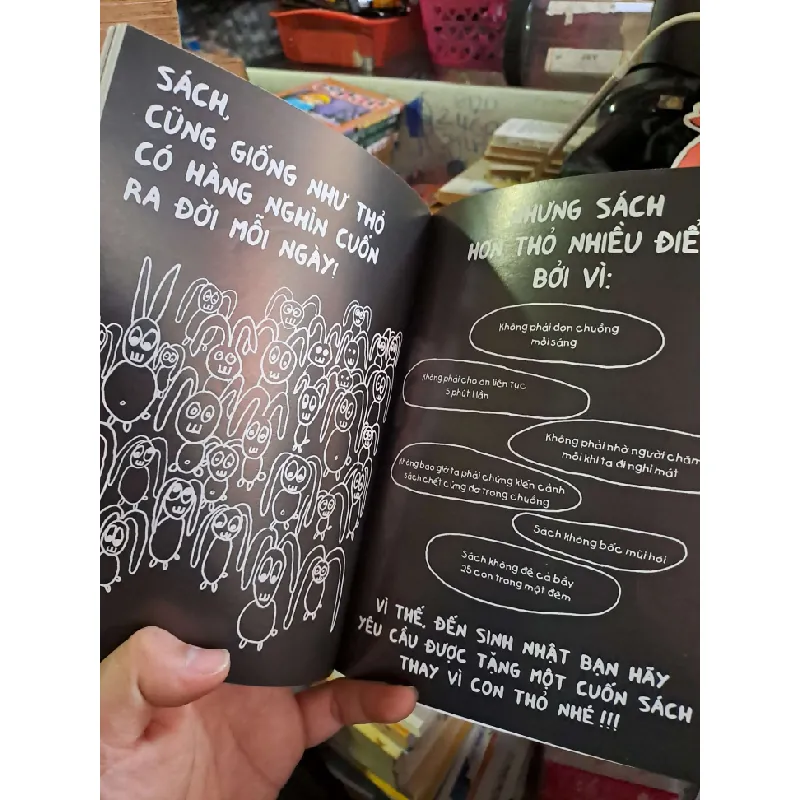 SÁCH,
CŨNG GIỐNG NHƯ THỎ
CÓ HÀNG NGHÌN CUỐN
RA ĐỜI MỖI NGÀY!
NHƯNG SÁCH
HƠN THỎ NHIỀU ĐIỂ
BỞI VÌ:
Không phải dọn chuồng
mỗi sáng
Không phải cho ăn liên tục
5 phút 1 lần
Không phải nhờ người chăm
mỗi khi ta đi nghỉ mát
Không bao giờ ta phải chứng kiến cảnh
sách chết cứng đơ trong chuồng
Sách không bốc mùi hôi
Sách không đẻ cả bầy
25 con trong một đêm
VÌ THẾ, ĐẾN SINH NHẬT BẠN HÃY
YÊU CẦU ĐƯỢC TẶNG MỘT CUỐN SÁCH
THAY VÌ CON THỎ NHÉ!!!